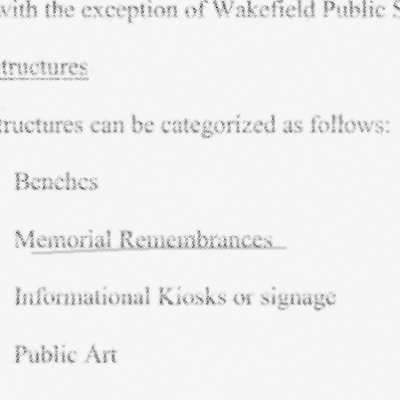 with the exception of Wakefield Public S
tructures
tructures can be categorized as follows:
Benches
Memorial Remembrances
Informational Kiosks or signage
Public Art